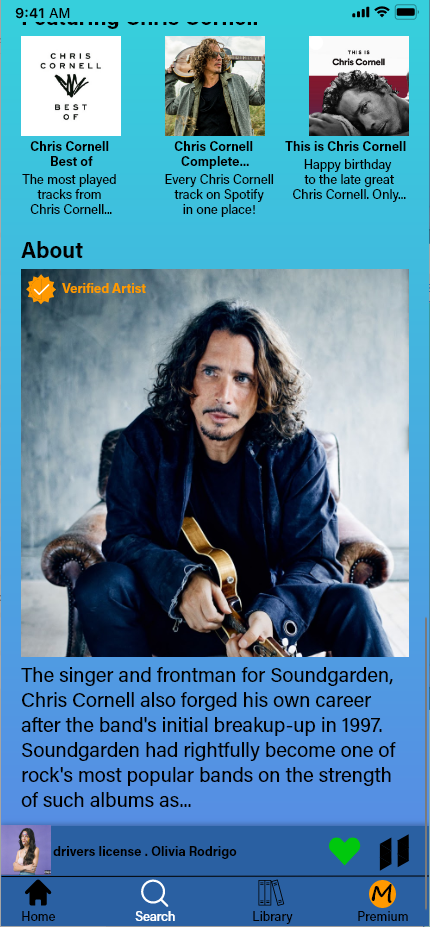 9:41 AM
Featuring Chris Cornell
CHRIS
CORNELL
BEST
OF
THIS IS
Chris Cornell
Chris Cornell
Best of
The most played
tracks from
Chris Cornell...
Chris Cornell
Complete...
Every Chris Cornell
track on Spotify
in one place!
This is Chris Cornell
Happy birthday
to the late great
Chris Cornell. Only...
About
Verified Artist
The singer and frontman for Soundgarden,
Chris Cornell also forged his own career
after the band's initial breakup-up in 1997.
Soundgarden had rightfully become one of
rock's most popular bands on the strength
of such albums as...
drivers license . Olivia Rodrigo
Home
Search
Library
M
Premium